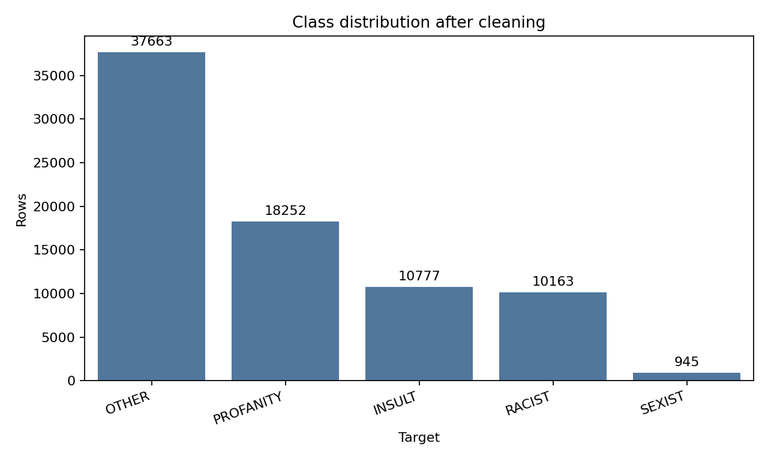 Class distribution after cleaning
37663
35000
30000
25000
20000
18252
15000
10777
10163
10000
5000
945
0
Rows
OTHER
PROFANITY
INSULT
RACIST
SEXIST
Target